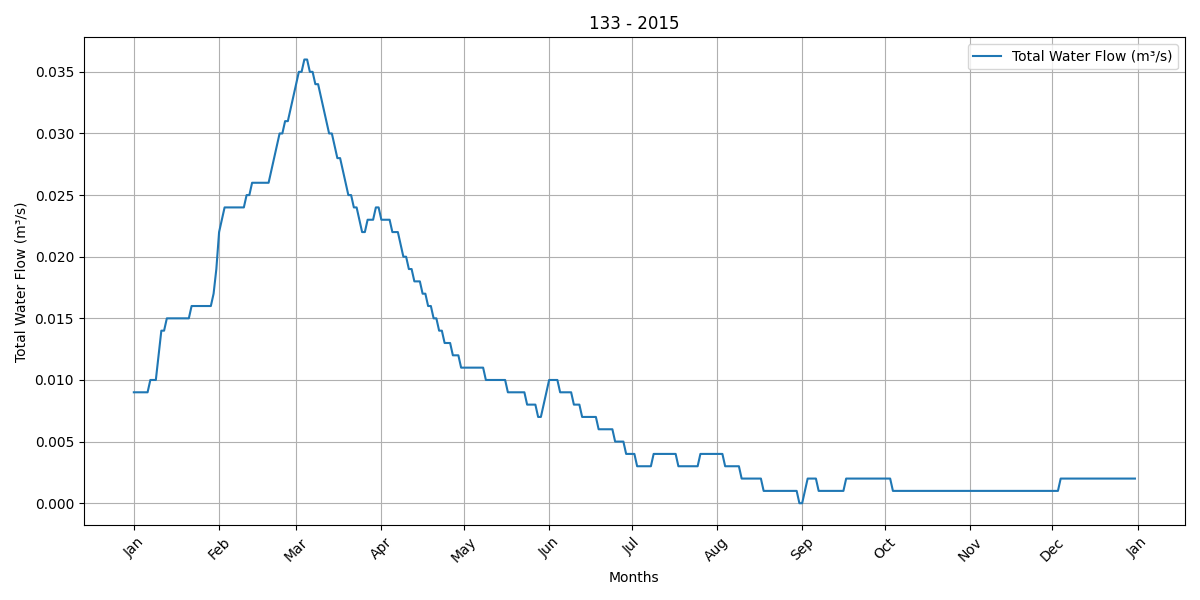 133 - 2015
Total Water Flow (m³/s)
Total Water Flow (m³/s)
0.035
0.030
0.025
0.020
0.015
0.010
0.005
0.000
Jan
Feb
Mar
Apr
May
Jun
Jul
Aug
Sep
Oct
Nov
Dec
Jan
Months